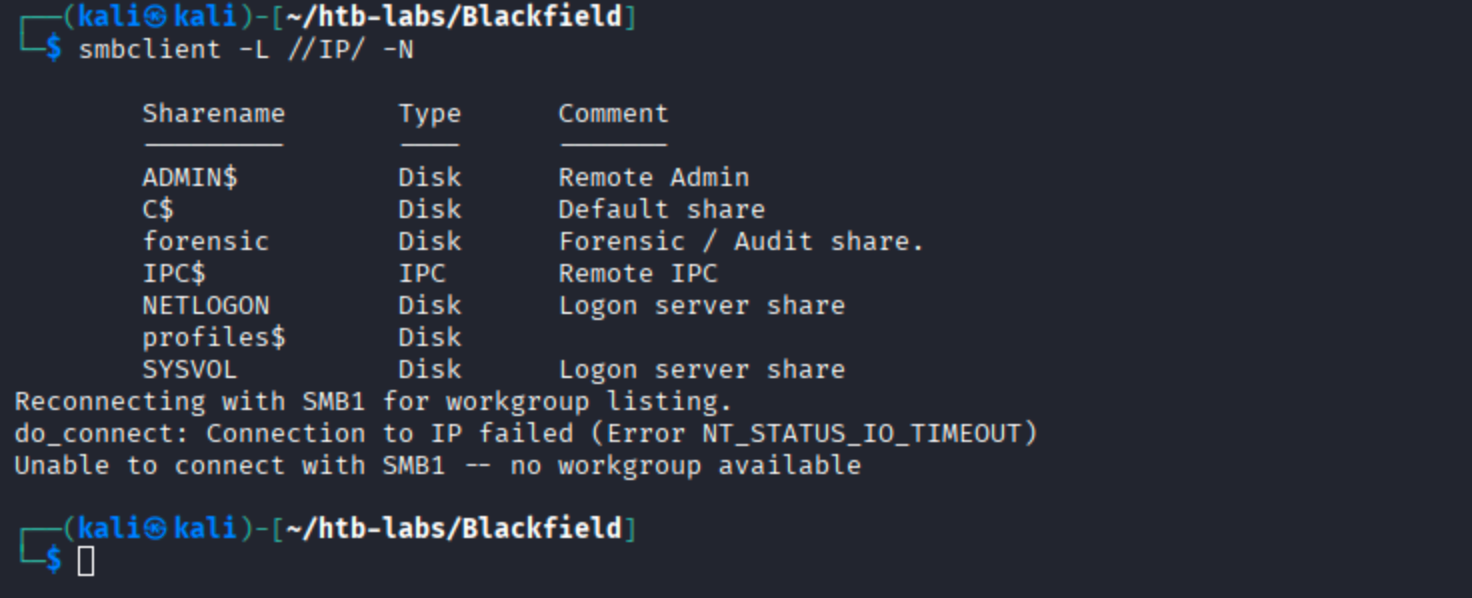 ┌──(kali㉿kali)-[~/htb-labs/Blackfield]
└─$ smbclient -L //IP/ -N
Sharename Type Comment
--------- ---- -------
ADMIN$ Disk Remote Admin
C$ Disk Default share
forensic Disk Forensic / Audit share.
IPC$ IPC Remote IPC
NETLOGON Disk Logon server share
profiles$ Disk
SYSVOL Disk Logon server share
Reconnecting with SMB1 for workgroup listing.
do_connect: Connection to IP failed (Error NT_STATUS_IO_TIMEOUT)
Unable to connect with SMB1 -- no workgroup available
┌──(kali㉿kali)-[~/htb-labs/Blackfield]
└─$